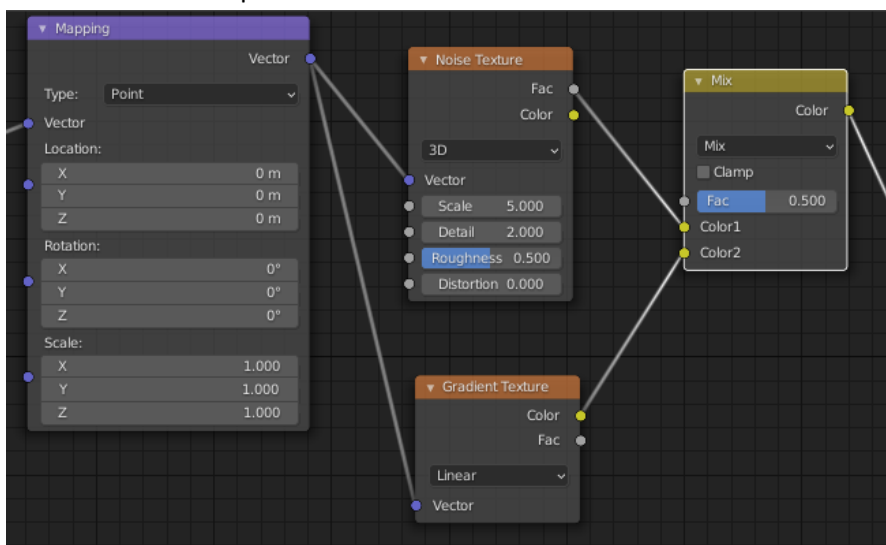 Mapping
Vector
Type: Point
Vector
Location:
X 0 m
Y 0 m
Z 0 m
Rotation:
X 0°
Y 0°
Z 0°
Scale:
X 1.000
Y 1.000
Z 1.000
Noise Texture
Fac
Color
3D
Vector
Scale 5.000
Detail 2.000
Roughness 0.500
Distortion 0.000
Gradient Texture
Color
Fac
Linear
Vector
Mix
Color
Mix
Clamp
Fac 0.500
Color1
Color2